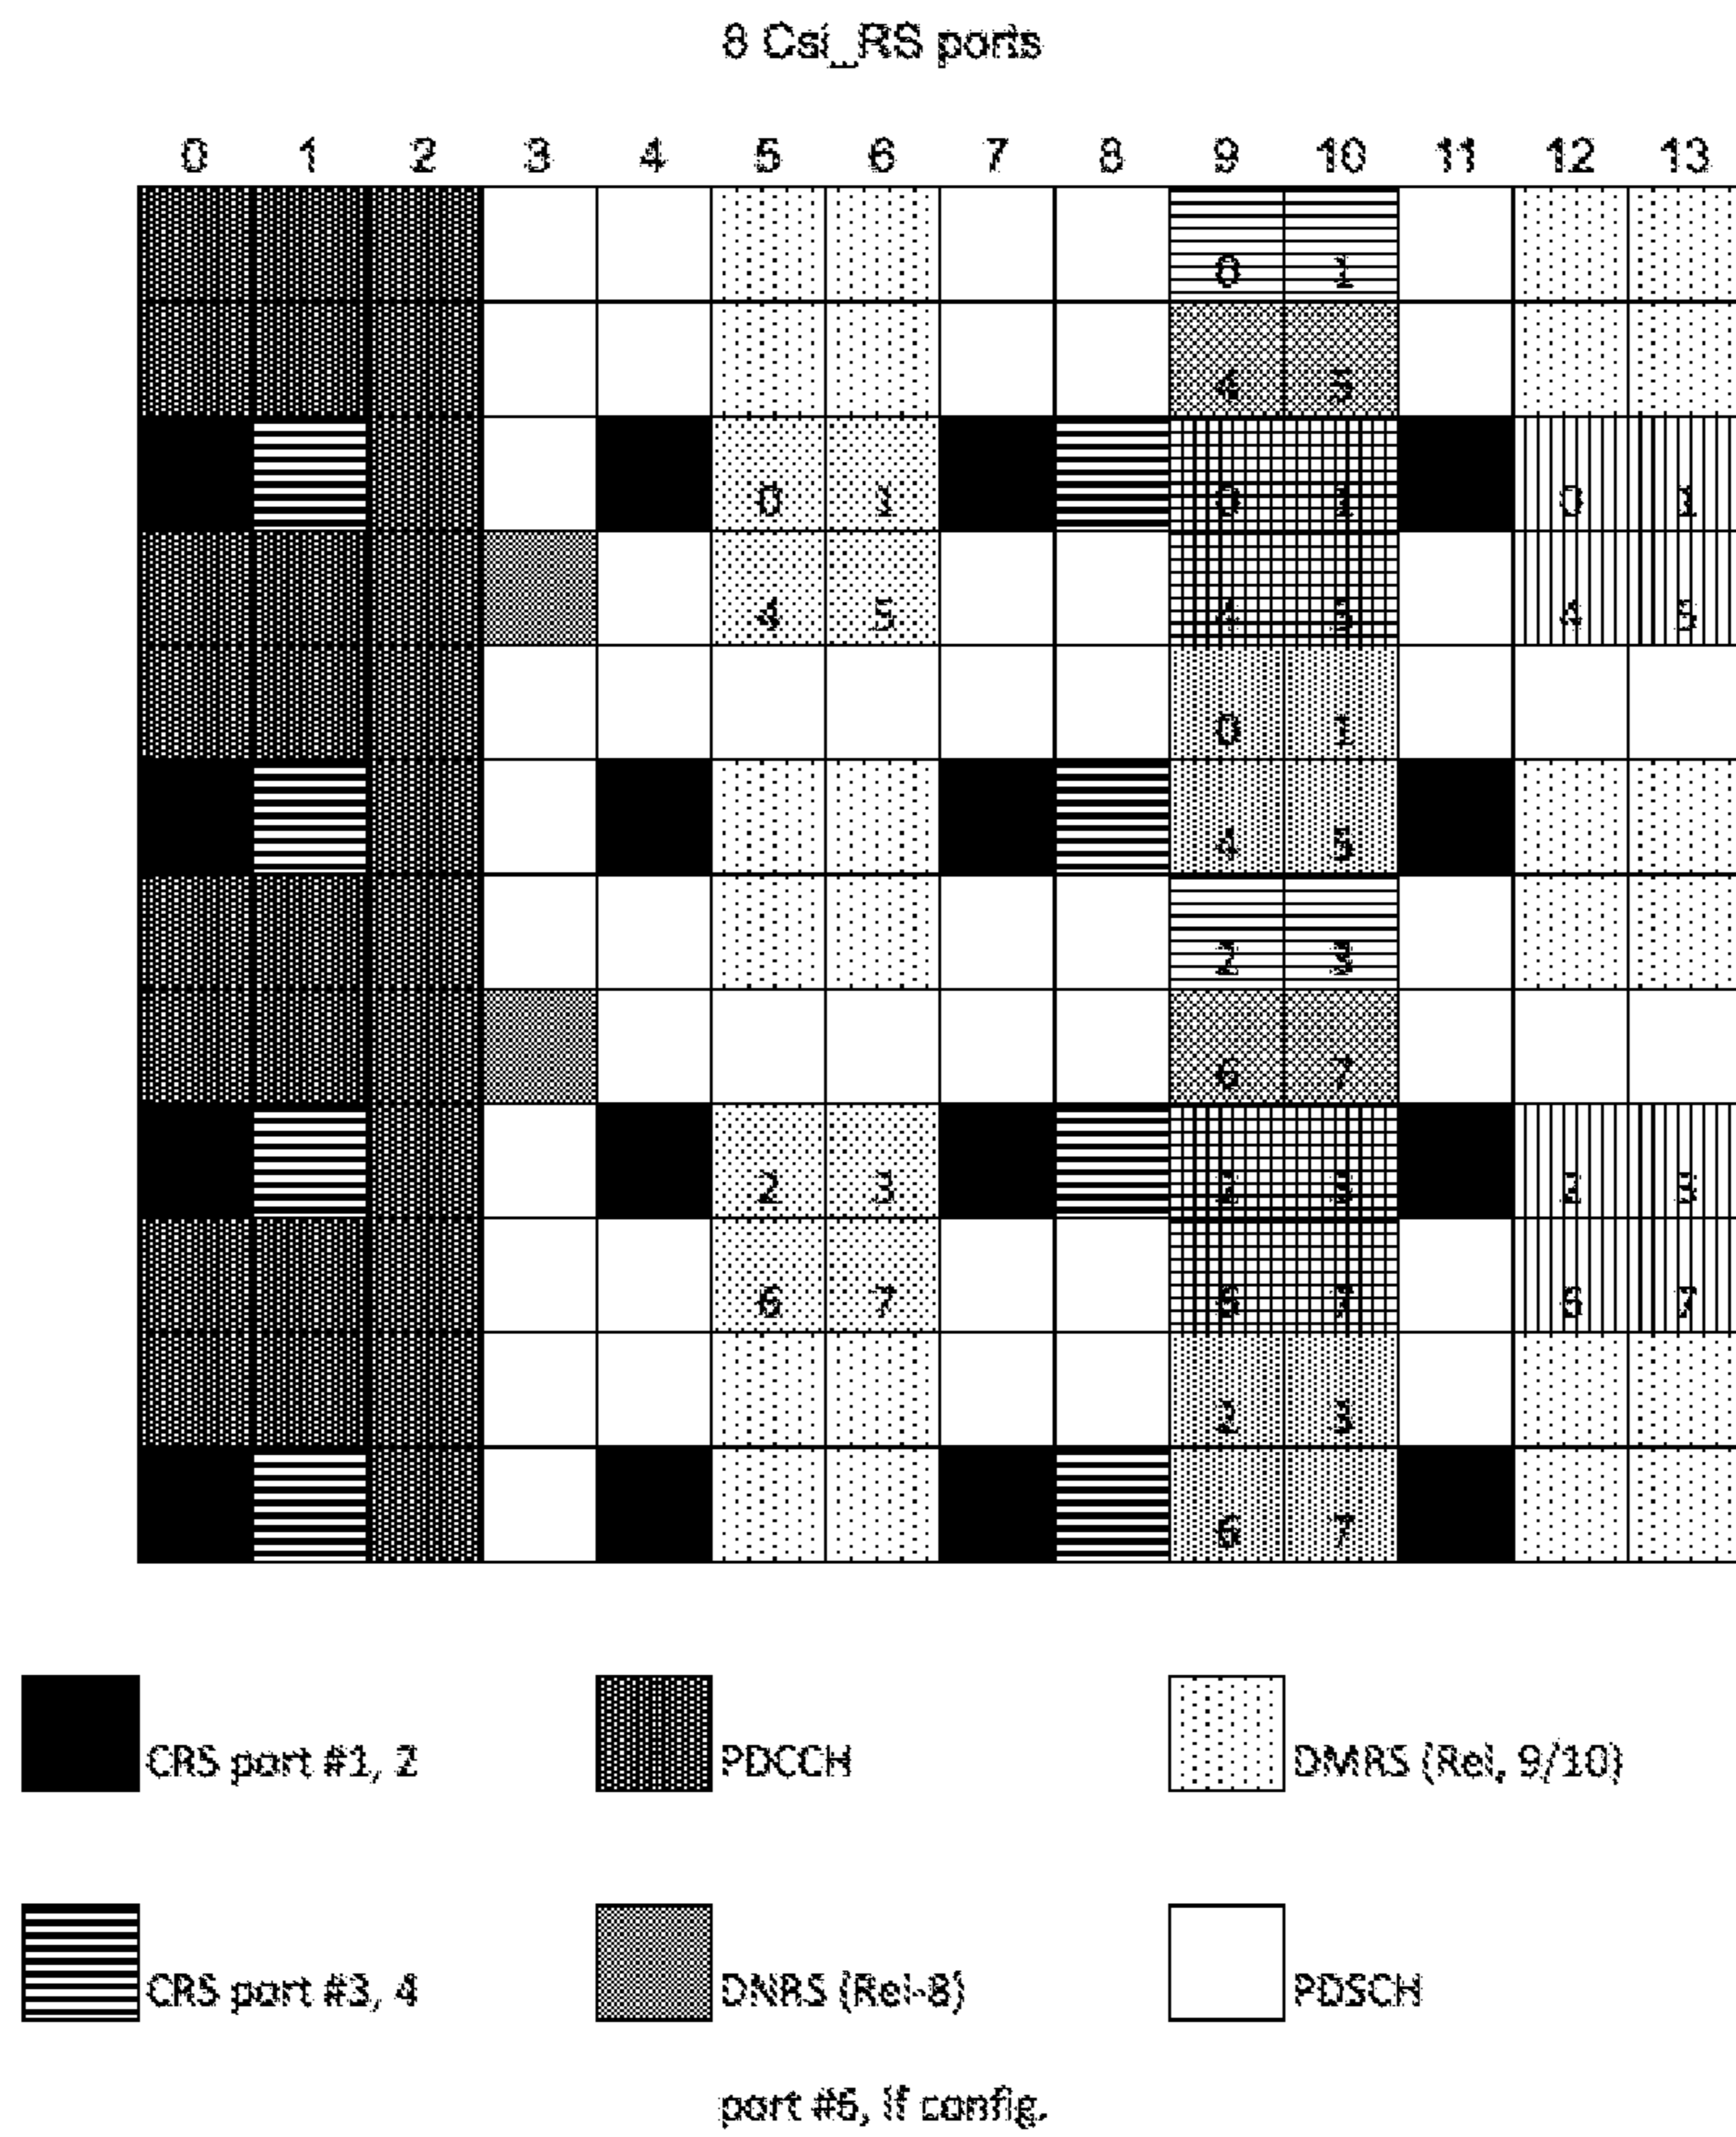 8 Csi_RS ports
0 1 2 3 4 5 6 7 8 9 10 11 12 13
0 1
4 5
0 1 0 1 0 1
4 5 4 5 4 5
0 1
4 5
2 3
6 7
2 3 2 3 2 3
6 7 6 7 6 7
2 3
6 7
CRS port #1, 2 PDCCH DMRS (Rel, 9/10)
CRS port #3, 4 DNRS (Rel-8) PDSCH
port #5, if config.